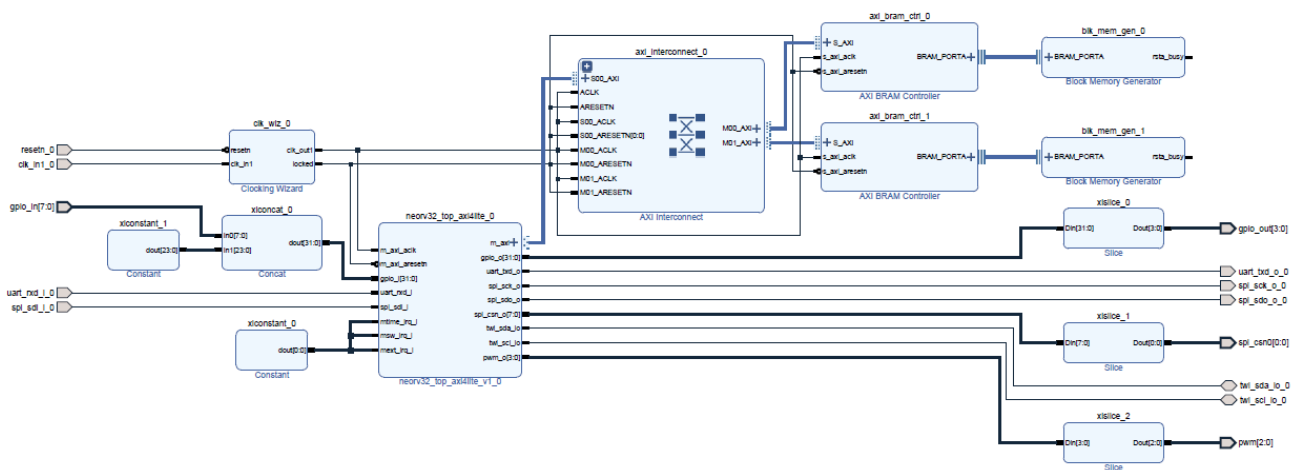 axi_bram_ctrl_0
S_AXI
s_axi_aclk
s_axi_aresetn
BRAM_PORTA
AXI BRAM Controller
blk_mem_gen_0
BRAM_PORTA
rsta_busy
Block Memory Generator
axi_interconnect_0
S00_AXI
ACLK
ARESETN
S00_ACLK
S00_ARESETN[0:0]
M00_ACLK
M00_ARESETN
M01_ACLK
M01_ARESETN
M00_AXI
M01_AXI
AXI Interconnect
axi_bram_ctrl_1
S_AXI
s_axi_aclk
s_axi_aresetn
BRAM_PORTA
AXI BRAM Controller
blk_mem_gen_1
BRAM_PORTA
rsta_busy
Block Memory Generator
clk_wiz_0
resetn_0
clk_in1_0
resetn
clk_in1
clk_out1
locked
Clocking Wizard
gpio_in[7:0]
xlconstant_1
dout[23:0]
Constant
xlconcat_0
In0[7:0]
In1[23:0]
dout[31:0]
Concat
uart_rxd_i_0
spi_sdi_i_0
xlconstant_0
dout[0:0]
Constant
neorv32_top_axi4lite_0
m_axi_aclk
m_axi_aresetn
gpio_i[31:0]
uart_rxd_i
spi_sdi_i
mtime_irq_i
msw_irq_i
mext_irq_i
m_axi
gpio_o[31:0]
uart_txd_o
spi_sck_o
spi_sdo_o
spi_csn_o[7:0]
twi_sda_io
twi_scl_io
pwm_o[3:0]
neorv32_top_axi4lite_v1_0
xlslice_0
Din[31:0]
Dout[3:0]
Slice
gpio_out[3:0]
uart_txd_o_0
spi_sck_o_0
spi_sdo_o_0
xlslice_1
Din[7:0]
Dout[0:0]
Slice
spi_csn0[0:0]
twi_sda_io_0
twi_scl_io_0
xlslice_2
Din[3:0]
Dout[2:0]
Slice
pwm[2:0]